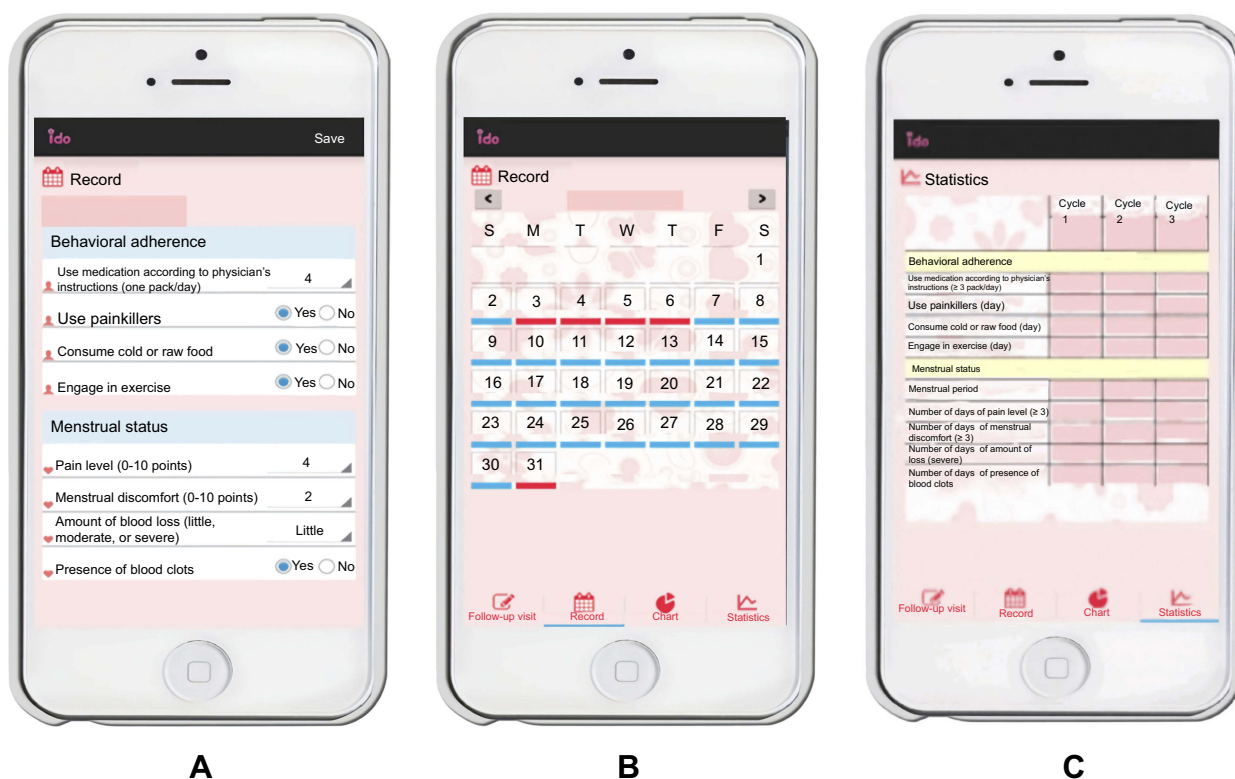 ido
Save
Record
Behavioral adherence
Use medication according to physician's
instructions (one pack/day)
4
Use painkillers
Yes
No
Consume cold or raw food
Yes
No
Engage in exercise
Yes
No
Menstrual status
Pain level (0-10 points)
4
Menstrual discomfort (0-10 points)
2
Amount of blood loss (little,
moderate, or severe)
Little
Presence of blood clots
Yes
No
A
ido
Record
<
>
S M T W T F S
1
2 3 4 5 6 7 8
9 10 11 12 13 14 15
16 17 18 19 20 21 22
23 24 25 26 27 28 29
30 31
Follow-up visit
Record
Chart
Statistics
B
ido
Statistics
Cycle
1
Cycle
2
Cycle
3
Behavioral adherence
Use medication according to physician's
instructions (≥ 3 pack/day)
Use painkillers (day)
Consume cold or raw food (day)
Engage in exercise (day)
Menstrual status
Menstrual period
Number of days of pain level (≥ 3)
Number of days of menstrual
discomfort (≥ 3)
Number of days of amount of
loss (severe)
Number of days of presence of
blood clots
Follow-up visit
Record
Chart
Statistics
C